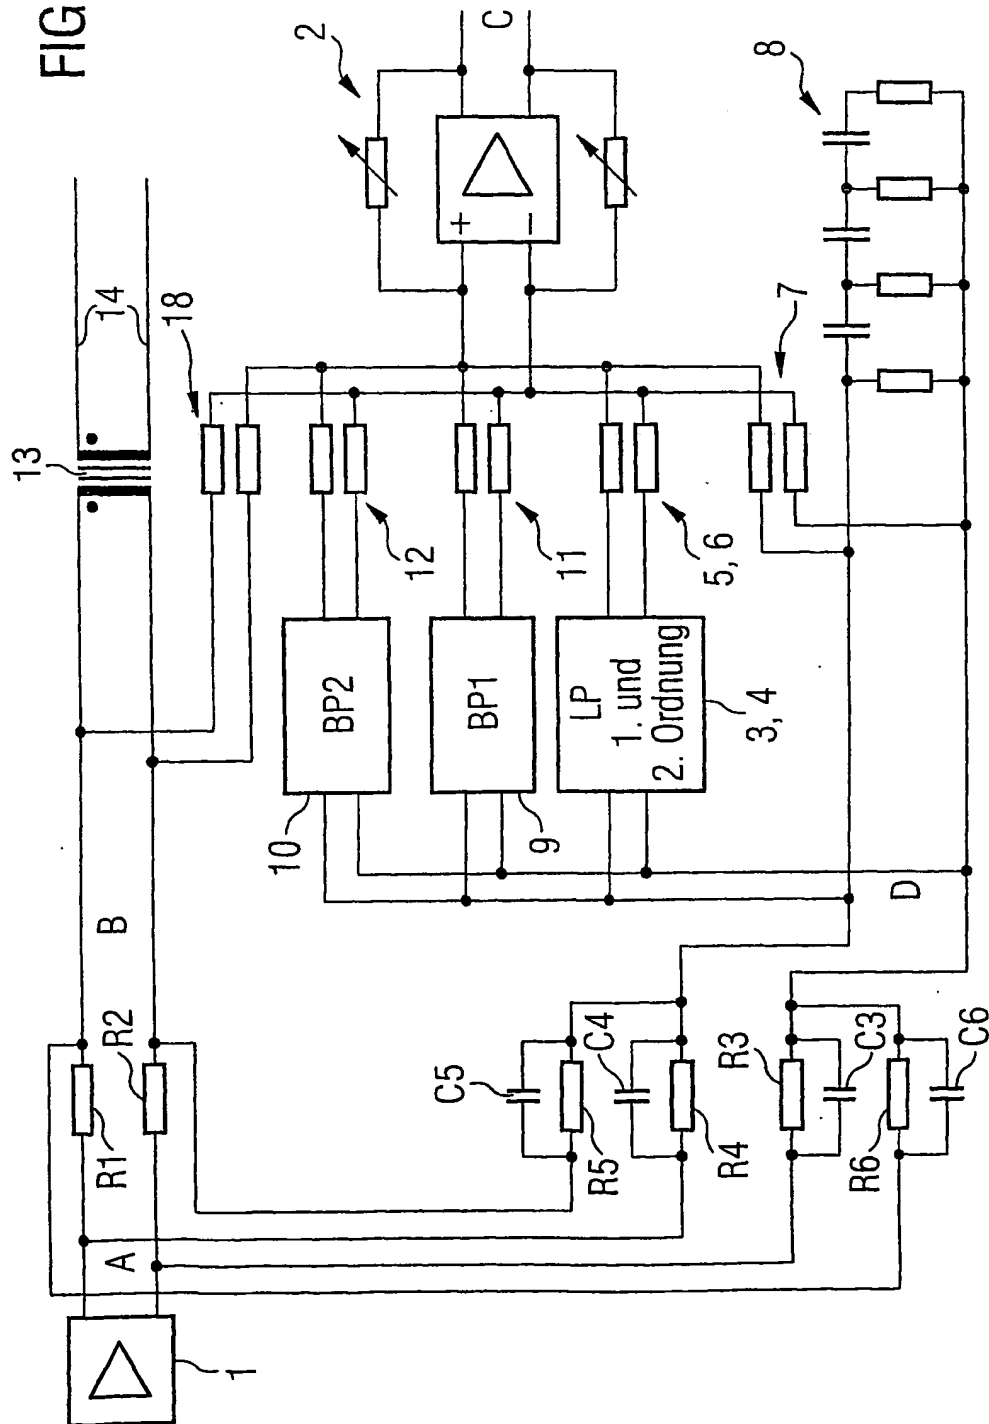 FIG
2
C
8
14
18
13
7
12
11
5, 6
BP2
BP1
LP
1. und
2. Ordnung
10
9
3, 4
B
D
R2
R1
A
1
C5
C4
R3
C3
C6
R5
R4
R6
+
−